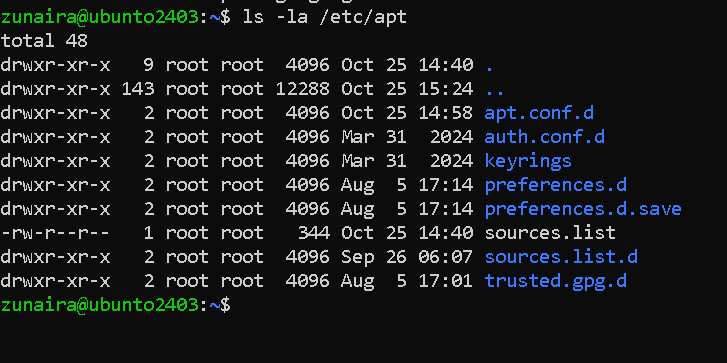 zunaira@ubunto2403:~$ ls -la /etc/apt
total 48
drwxr-xr-x   9 root root  4096 Oct 25 14:40 .
drwxr-xr-x 143 root root 12288 Oct 25 15:24 ..
drwxr-xr-x   2 root root  4096 Oct 25 14:58 apt.conf.d
drwxr-xr-x   2 root root  4096 Mar 31  2024 auth.conf.d
drwxr-xr-x   2 root root  4096 Mar 31  2024 keyrings
drwxr-xr-x   2 root root  4096 Aug  5 17:14 preferences.d
drwxr-xr-x   2 root root  4096 Aug  5 17:14 preferences.d.save
-rw-r--r--   1 root root   344 Oct 25 14:40 sources.list
drwxr-xr-x   2 root root  4096 Sep 26 06:07 sources.list.d
drwxr-xr-x   2 root root  4096 Aug  5 17:01 trusted.gpg.d
zunaira@ubunto2403:~$